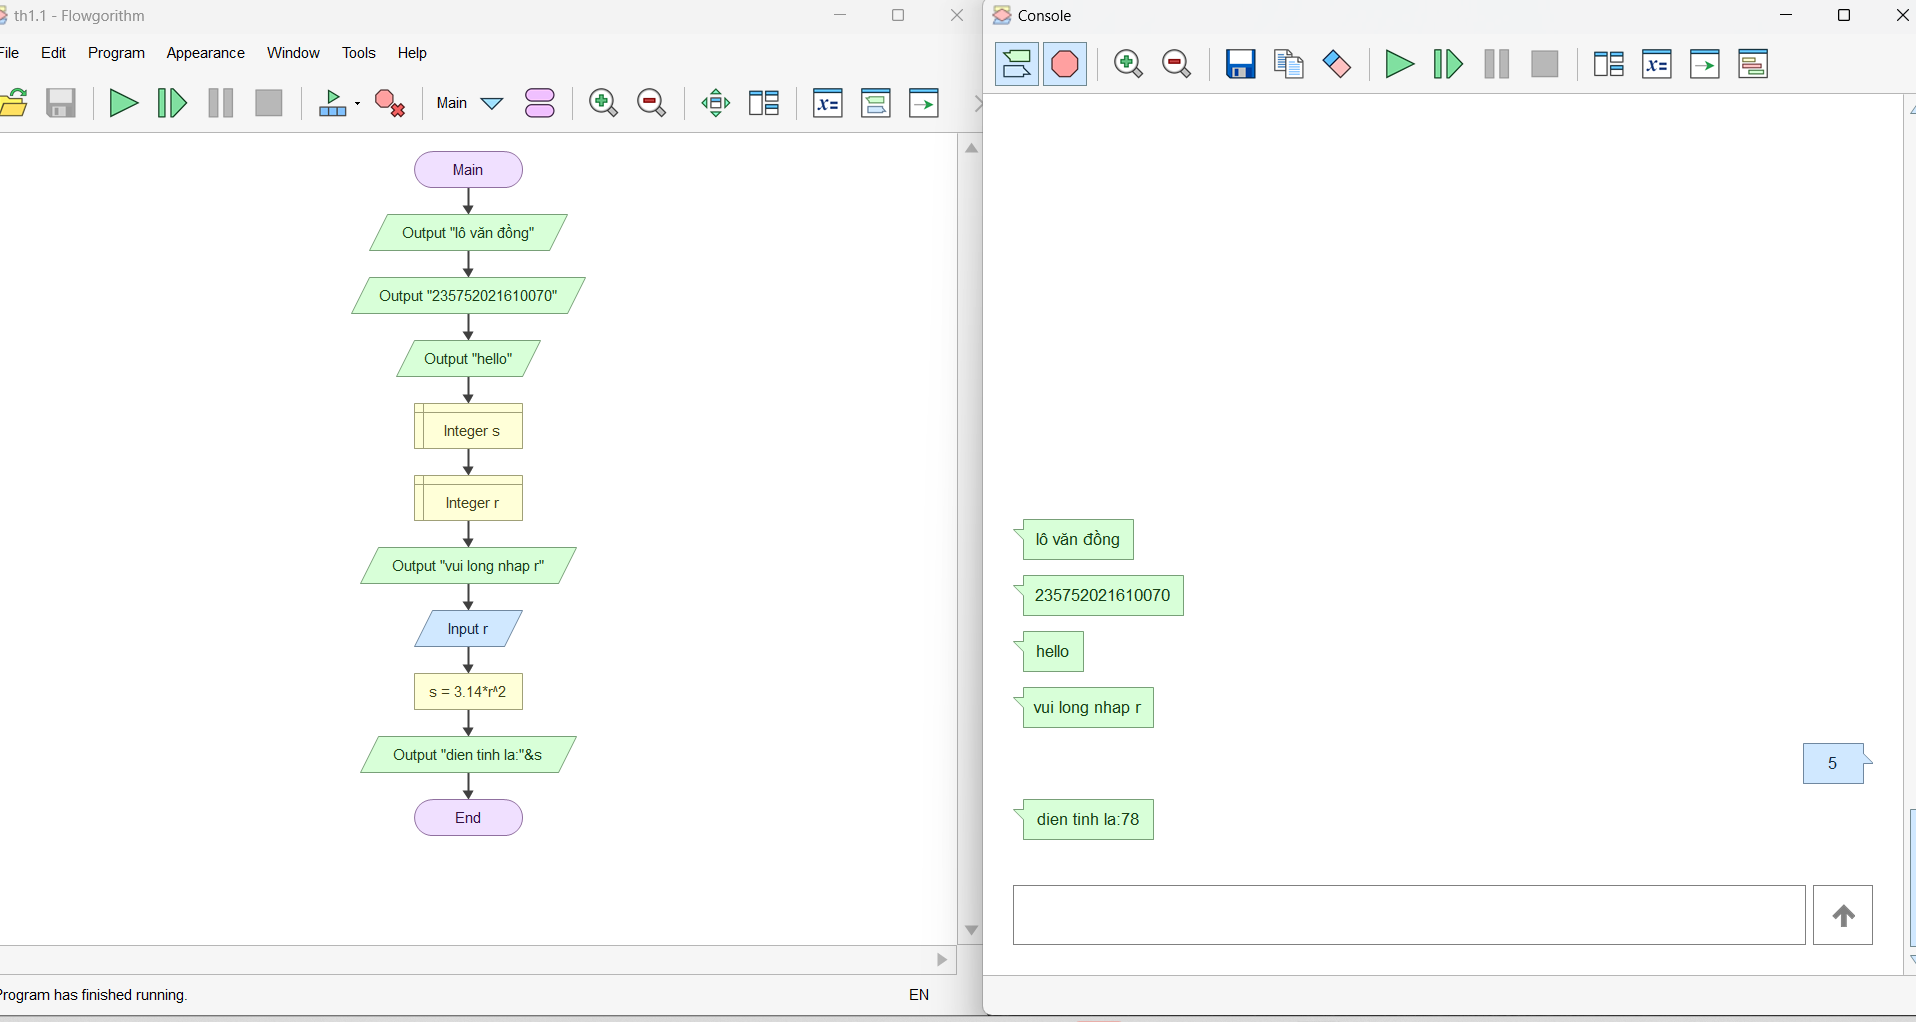 th1.1 - Flowgorithm
File Edit Program Appearance Window Tools Help
Main
Main
Output "lô văn đồng"
Output "235752021610070"
Output "hello"
Integer s
Integer r
Output "vui long nhap r"
Input r
s = 3.14*r^2
Output "dien tinh la:"&s
End
Program has finished running.
EN
Console
x=
x=
lô văn đồng
235752021610070
hello
vui long nhap r
5
dien tinh la:78